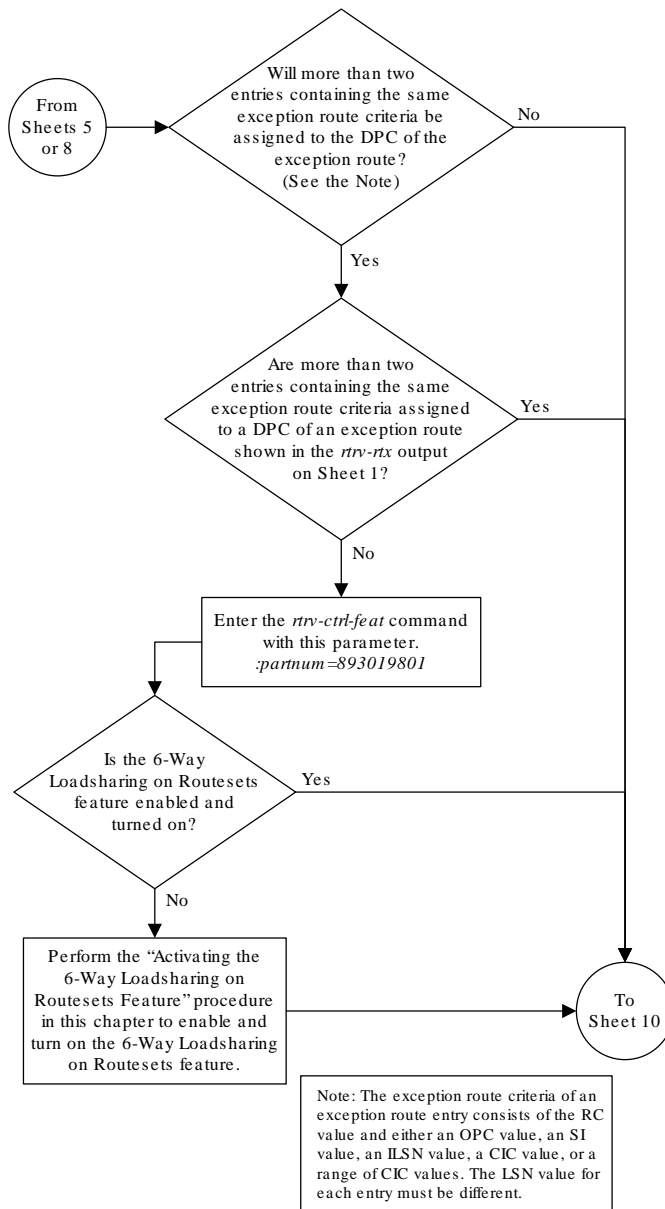 From
Sheets 5
or 8
Will more than two
entries containing the same
exception route criteria be
assigned to the DPC of the
exception route?
(See the Note)
No
Yes
Are more than two
entries containing the same
exception route criteria assigned
to a DPC of an exception route
shown in the rtrv-rtx output
on Sheet 1?
Yes
No
Enter the rtrv-ctrl-feat command
with this parameter.
:partnum=893019801
Is the 6-Way
Loadsharing on Routesets
feature enabled and
turned on?
Yes
No
Perform the “Activating the
6-Way Loadsharing on
Routesets Feature” procedure
in this chapter to enable and
turn on the 6-Way Loadsharing
on Routesets feature.
To
Sheet 10
Note: The exception route criteria of an
exception route entry consists of the RC
value and either an OPC value, an SI
value, an ILSN value, a CIC value, or a
range of CIC values. The LSN value for
each entry must be different.